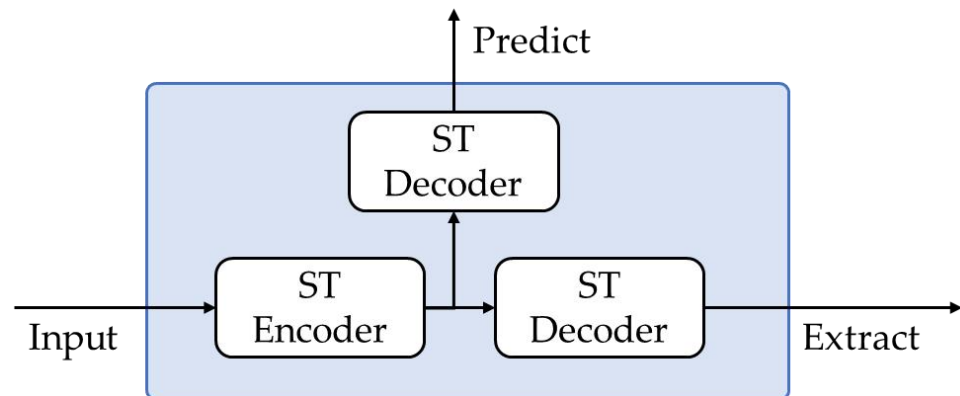 Predict
ST
Decoder
ST
Encoder
ST
Decoder
Input
Extract